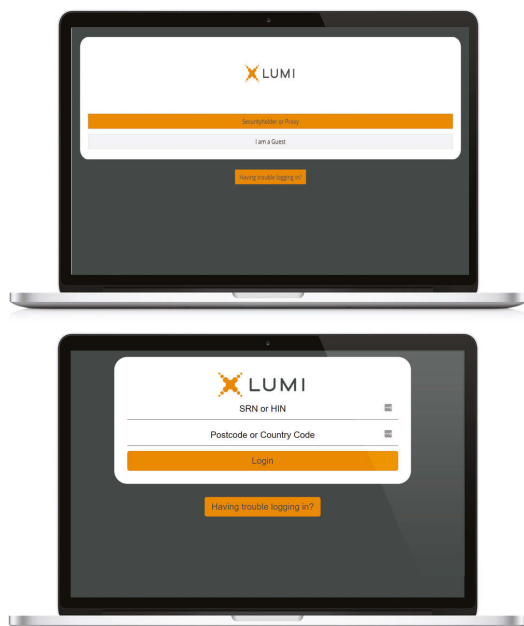 LUMI
Securityholder or Proxy
I am a Guest
Having trouble logging in?
LUMI
SRN or HIN
Postcode or Country Code
Login
Having trouble logging in?